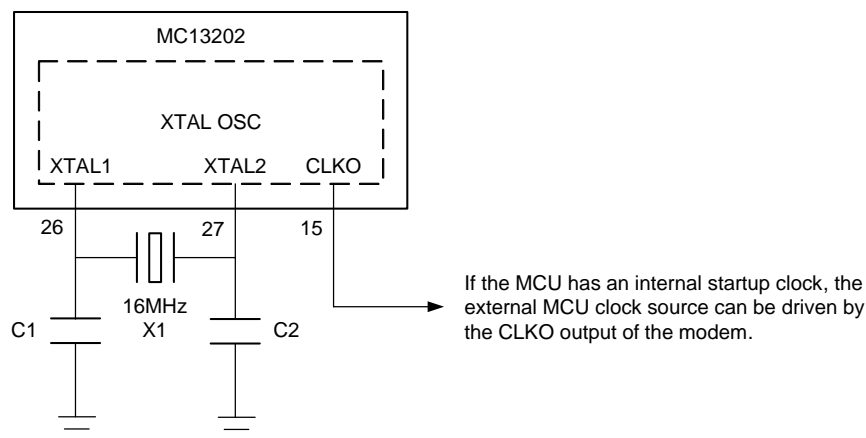 MC13202
XTAL OSC
XTAL1 XTAL2 CLKO
26 27 15
16MHz
X1
C1
C2
If the MCU has an internal startup clock, the
external MCU clock source can be driven by
the CLKO output of the modem.